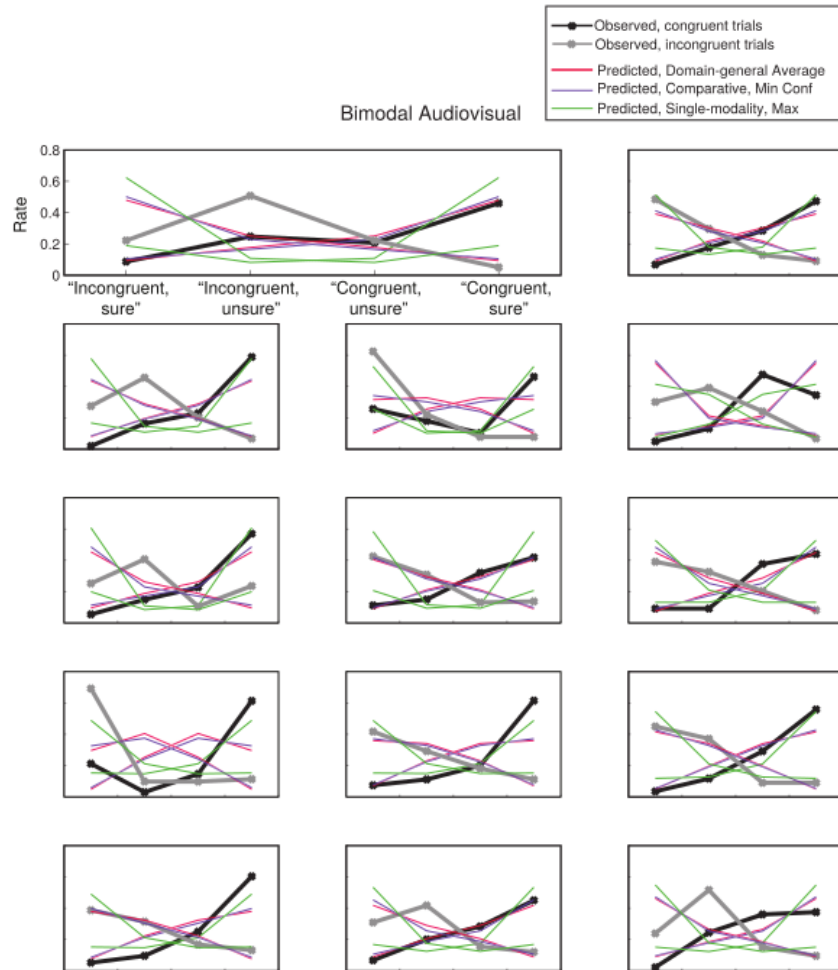 Observed, congruent trials
Observed, incongruent trials
Predicted, Domain-general Average
Predicted, Comparative, Min Conf
Predicted, Single-modality, Max
Bimodal Audiovisual
0.8
0.6
0.4
0.2
0
Rate
“Incongruent, sure”
“Incongruent, unsure”
“Congruent, unsure”
“Congruent, sure”